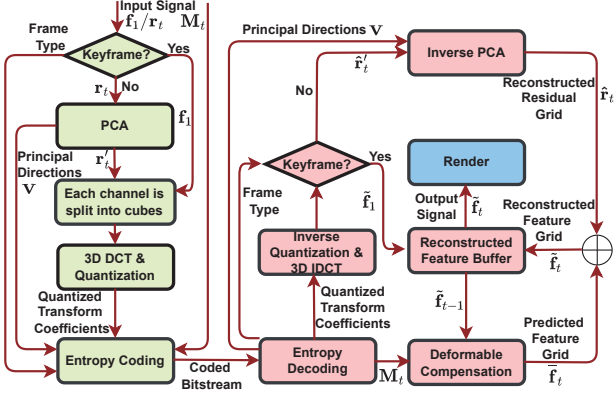 Input Signal
f₁/rₜ
Mₜ
Frame
Type
Keyframe?
Yes
rₜ
No
f₁
PCA
Principal
Directions
V
r′ₜ
Each channel is
split into cubes
3D DCT &
Quantization
Quantized
Transform
Coefficients
Entropy Coding
Coded
Bitstream
Principal Directions V
r̂′ₜ
Inverse PCA
Reconstructed
Residual
Grid
r̂ₜ
No
Keyframe?
Yes
Frame
Type
f̃₁
Render
Output
Signal
f̃ₜ
Inverse
Quantization &
3D IDCT
Reconstructed
Feature Buffer
Reconstructed
Feature
Grid
f̃ₜ
Quantized
Transform
Coefficients
f̃ₜ₋₁
Predicted
Feature
Grid
f̄ₜ
Entropy
Decoding
Mₜ
Deformable
Compensation